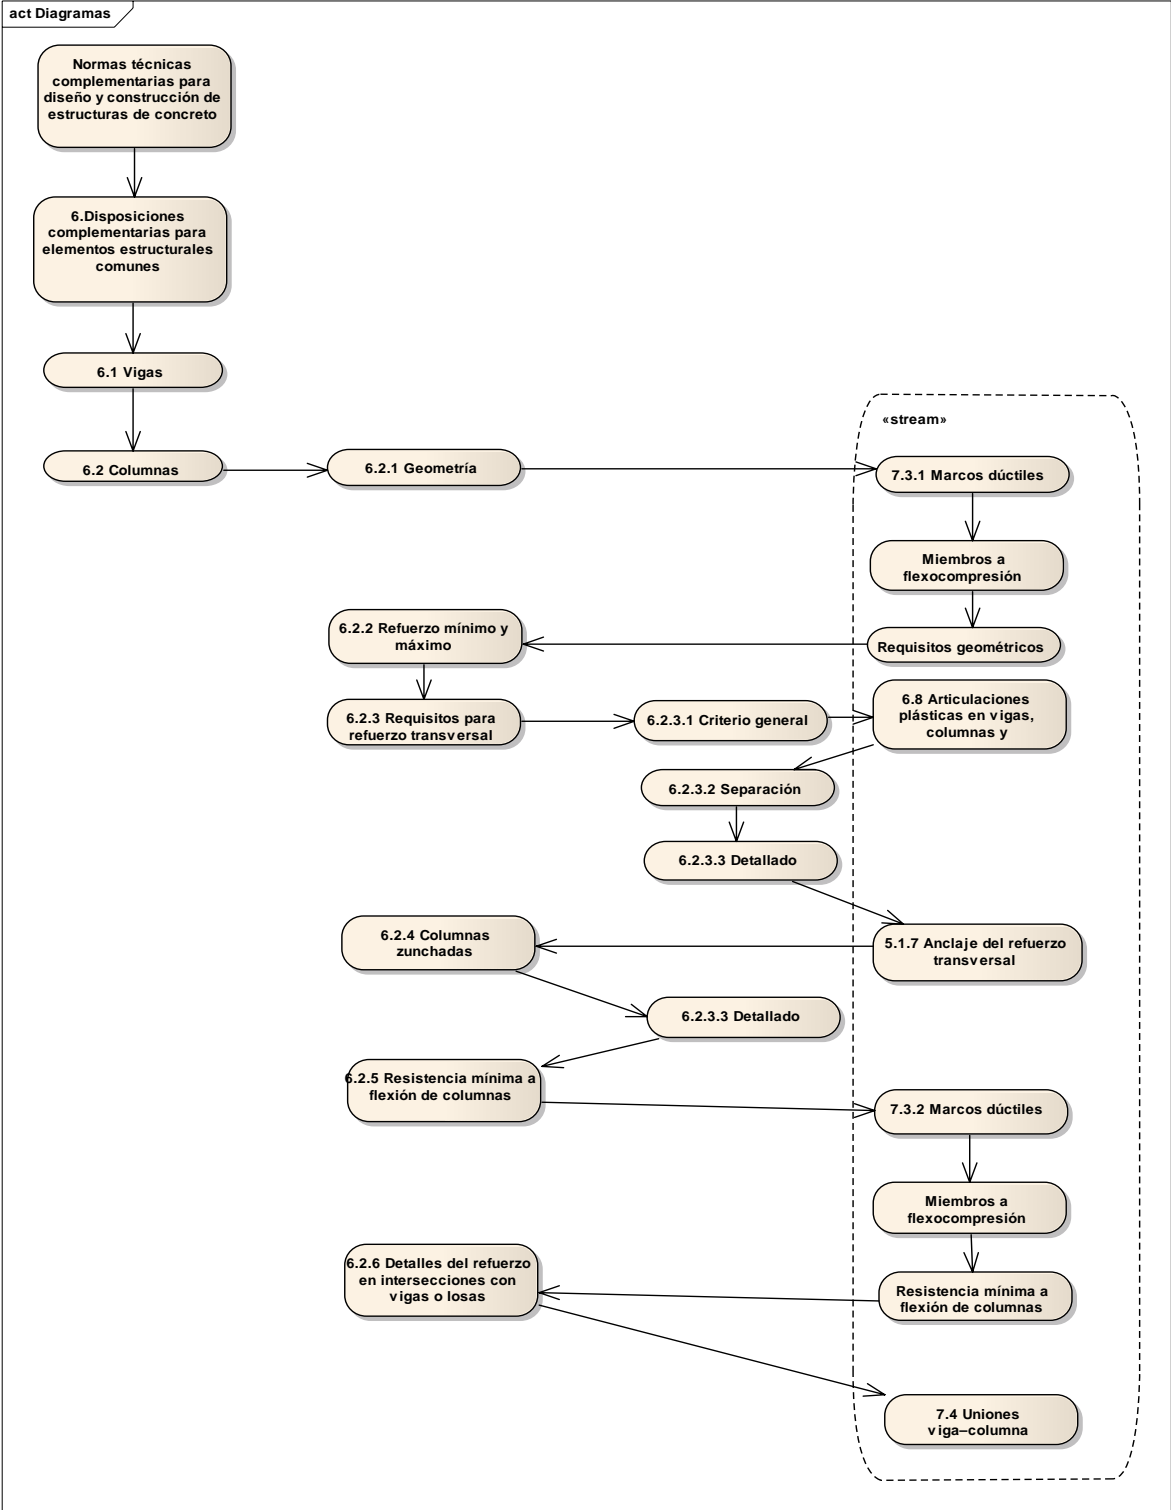 act Diagramas
Normas técnicas
complementarias para
diseño y construcción de
estructuras de concreto
6.Disposiciones
complementarias para
elementos estructurales
comunes
6.1 Vigas
6.2 Columnas
6.2.1 Geometría
«stream»
7.3.1 Marcos dúctiles
Miembros a
flexocompresión
Requisitos geométricos
6.2.2 Refuerzo mínimo y
máximo
6.2.3 Requisitos para
refuerzo transversal
6.2.3.1 Criterio general
6.8 Articulaciones
plásticas en vigas,
columnas y
6.2.3.2 Separación
6.2.3.3 Detallado
5.1.7 Anclaje del refuerzo
transversal
6.2.4 Columnas
zunchadas
6.2.3.3 Detallado
6.2.5 Resistencia mínima a
flexión de columnas
7.3.2 Marcos dúctiles
Miembros a
flexocompresión
Resistencia mínima a
flexión de columnas
6.2.6 Detalles del refuerzo
en intersecciones con
vigas o losas
7.4 Uniones
viga–columna